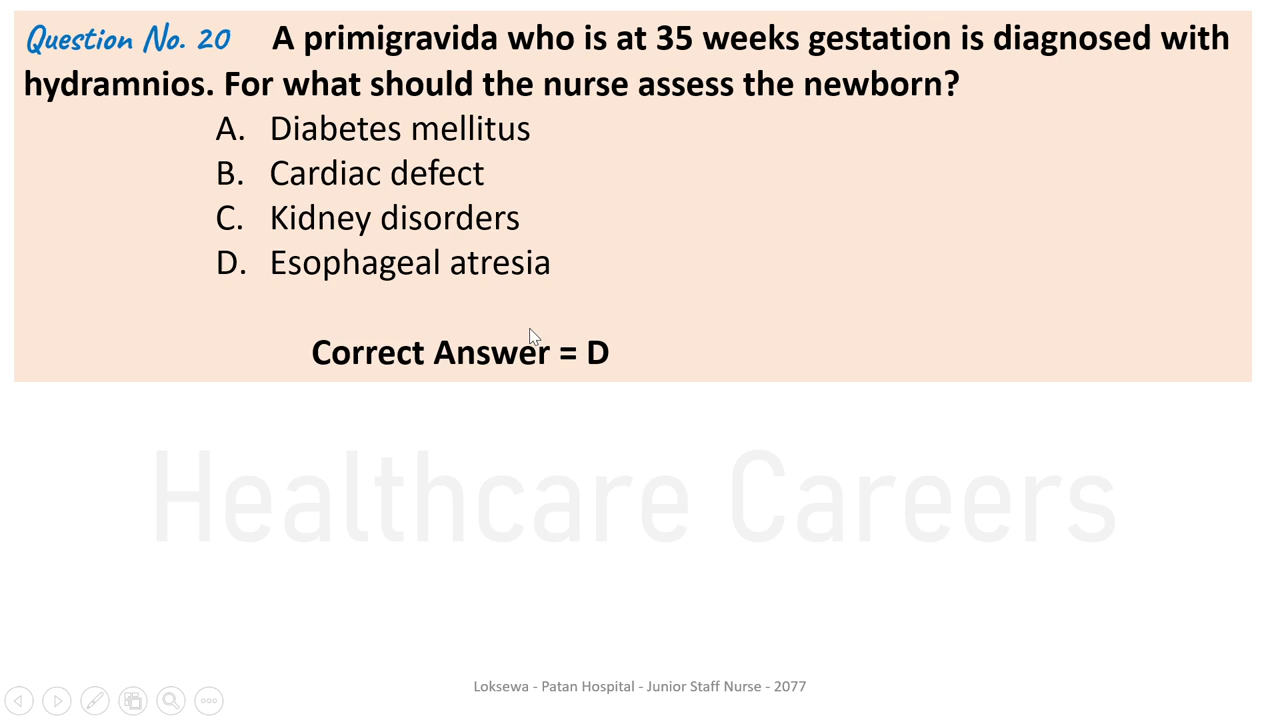 Question No. 20 A primigravida who is at 35 weeks gestation is diagnosed with
hydramnios. For what should the nurse assess the newborn?
A. Diabetes mellitus
B. Cardiac defect
C. Kidney disorders
D. Esophageal atresia
Correct Answer = D
Healthcare Careers
Loksewa - Patan Hospital - Junior Staff Nurse - 2077